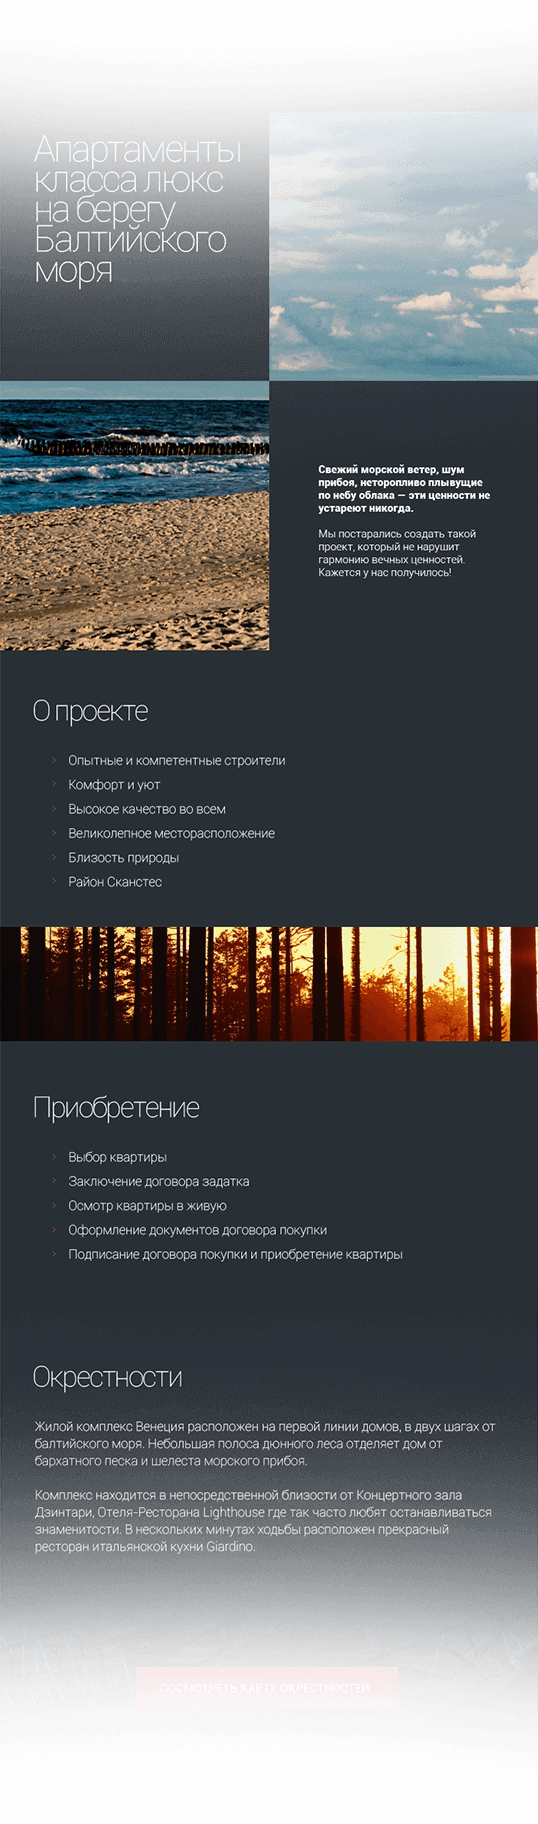 Апартаменты
класса люкс
на берегу
Балтийского
моря
Свежий морской ветер, шум
прибоя, неторопливо плывущие
по небу облака — эти ценности не
устареют никогда.
Мы постарались создать такой
проект, который не нарушит
гармонию вечных ценностей.
Кажется у нас получилось!
О проекте
Опытные и компетентные строители
Комфорт и уют
Высокое качество во всем
Великолепное месторасположение
Близость природы
Район Сканстес
Приобретение
Выбор квартиры
Заключение договора задатка
Осмотр квартиры в живую
Оформление документов договора покупки
Подписание договора покупки и приобретение квартиры
Окрестности
Жилой комплекс Венеция расположен на первой линии домов, в двух шагах от
балтийского моря. Небольшая полоса дюнного леса отделяет дом от
бархатного песка и шелеста морского прибоя.
Комплекс находится в непосредственной близости от Концертного зала
Дзинтари, Отеля-Ресторана Lighthouse где так часто любят останавливаться
знаменитости. В нескольких минутах ходьбы расположен прекрасный
ресторан итальянской кухни Giardino.
ПОСМОТРЕТЬ КАРТУ ОКРЕСТНОСТЕЙ